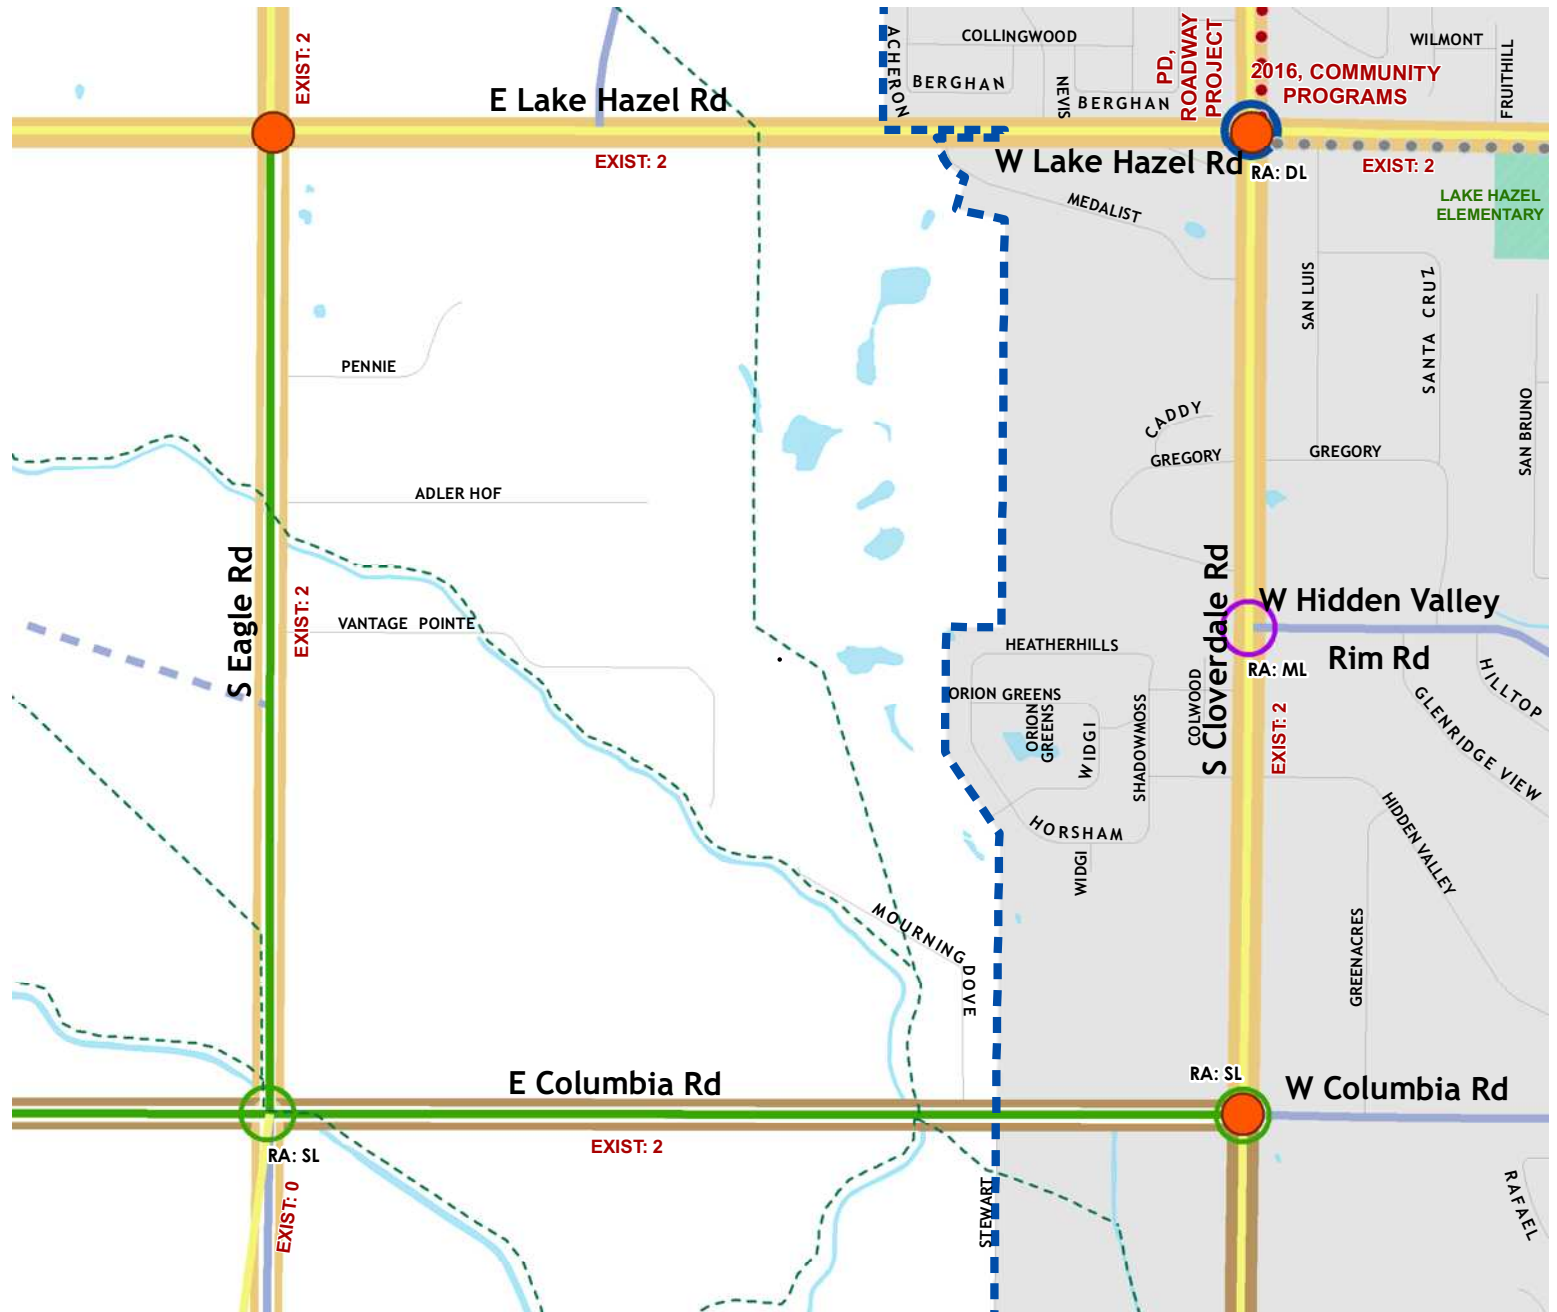 EXIST: 2
E Lake Hazel Rd
EXIST: 2
ACHERON
COLLINGWOOD
BERGHAN
NEVIS
BERGHAN
PD,
ROADWAY
PROJECT
2016, COMMUNITY
PROGRAMS
WILMONT
FRUITHILL
W Lake Hazel Rd
RA: DL
EXIST: 2
LAKE HAZEL
ELEMENTARY
MEDALIST
SAN LUIS
SANTA CRUZ
SAN BRUNO
PENNIE
CADDY
GREGORY
GREGORY
ADLER HOF
S Eagle Rd
EXIST: 2
VANTAGE POINTE
S Cloverdale Rd
W Hidden Valley
Rim Rd
RA: ML
EXIST: 2
HEATHERHILLS
ORION GREENS
ORION
GREENS
WIDGI
SHADOWMOSS
COLWOOD
HORSHAM
WIDGI
HILLTOP
GLENRIDGE VIEW
HIDDEN VALLEY
GREENACRES
MOURNING
DOVE
E Columbia Rd
EXIST: 2
RA: SL
W Columbia Rd
RA: SL
EXIST: 0
STEWART
RAFAEL